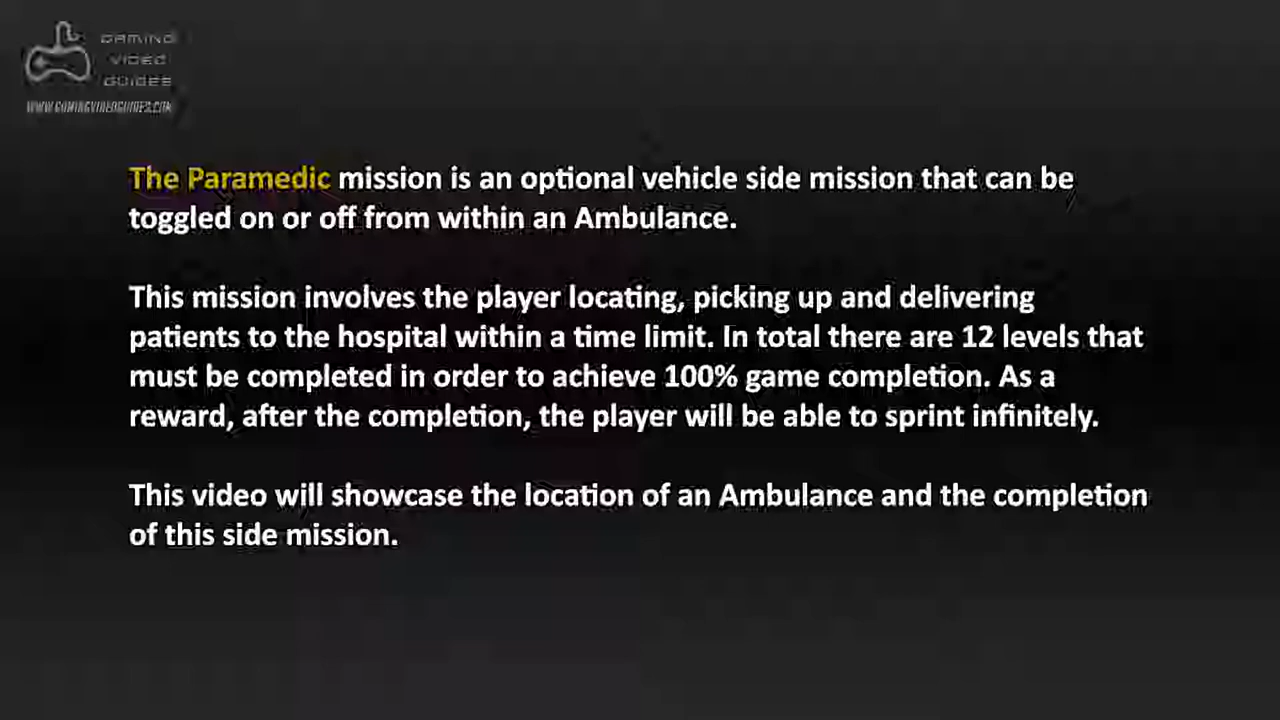 GAMING
VIDEO
GUIDES
WWW.GAMINGVIDEOGUIDES.COM
The Paramedic mission is an optional vehicle side mission that can be
toggled on or off from within an Ambulance.
This mission involves the player locating, picking up and delivering
patients to the hospital within a time limit. In total there are 12 levels that
must be completed in order to achieve 100% game completion. As a
reward, after the completion, the player will be able to sprint infinitely.
This video will showcase the location of an Ambulance and the completion
of this side mission.